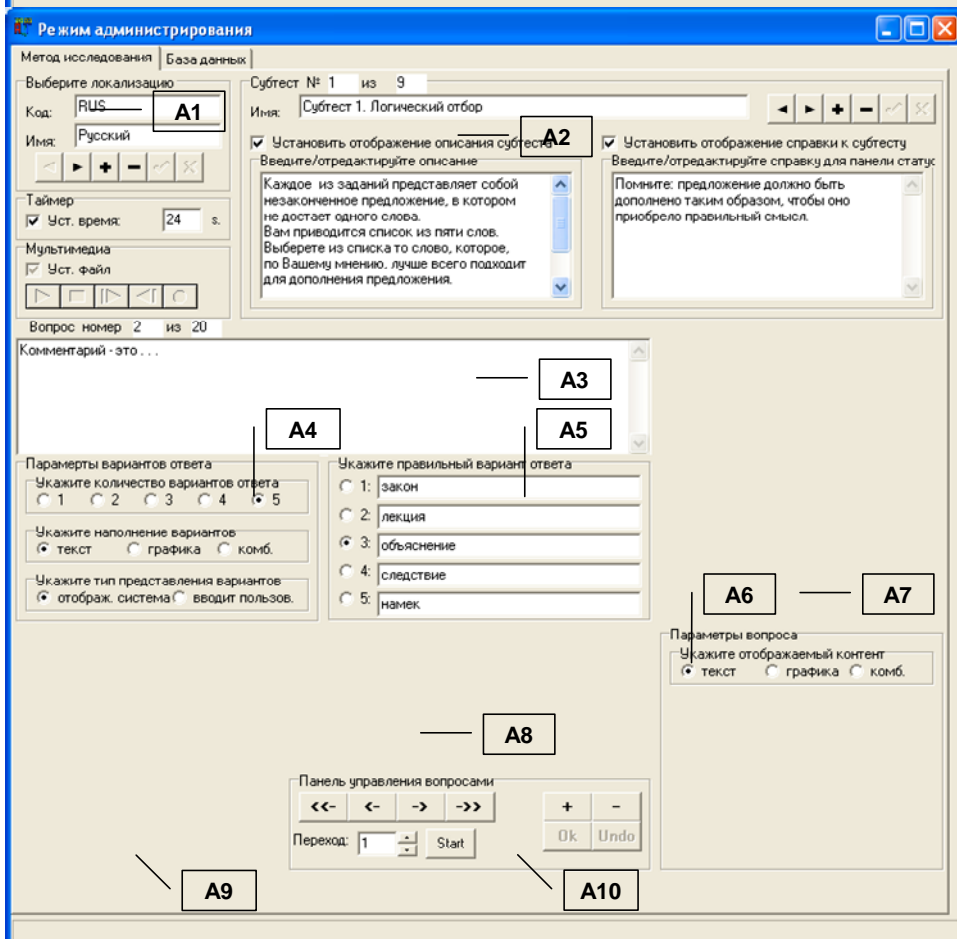 Режим администрирования
Метод исследования База данных
Выберите локализацию
Код: RUS
Имя: Русский
A1
Субтест № 1 из 9
Имя: Субтест 1. Логический отбор
Установить отображение описания субтеста
A2
Установить отображение справки к субтесту
Введите/отредактируйте описание
Каждое из заданий представляет собой
незаконченное предложение, в котором
не достает одного слова.
Вам приводится список из пяти слов.
Выберете из списка то слово, которое,
по Вашему мнению, лучше всего подходит
для дополнения предложения.
Введите/отредактируйте справку для панели статус
Помните: предложение должно быть
дополнено таким образом, чтобы оно
приобрело правильный смысл.
Таймер
Уст. время: 24 s.
Мультимедиа
Уст. файл
Вопрос номер 2 из 20
Комментарий - это . . .
A3
A4
A5
Парамерты вариантов ответа
Укажите количество вариантов ответа
1 2 3 4 5
Укажите наполнение вариантов
текст графика комб.
Укажите тип представления вариантов
отображ. система вводит пользов.
Укажите правильный вариант ответа
1: закон
2: лекция
3: объяснение
4: следствие
5: намек
A6
A7
Параметры вопроса
Укажите отображаемый контент
текст графика комб.
A8
Панель управления вопросами
<<- <- -> ->> + -
Переход: 1 Start Ok Undo
A9
A10